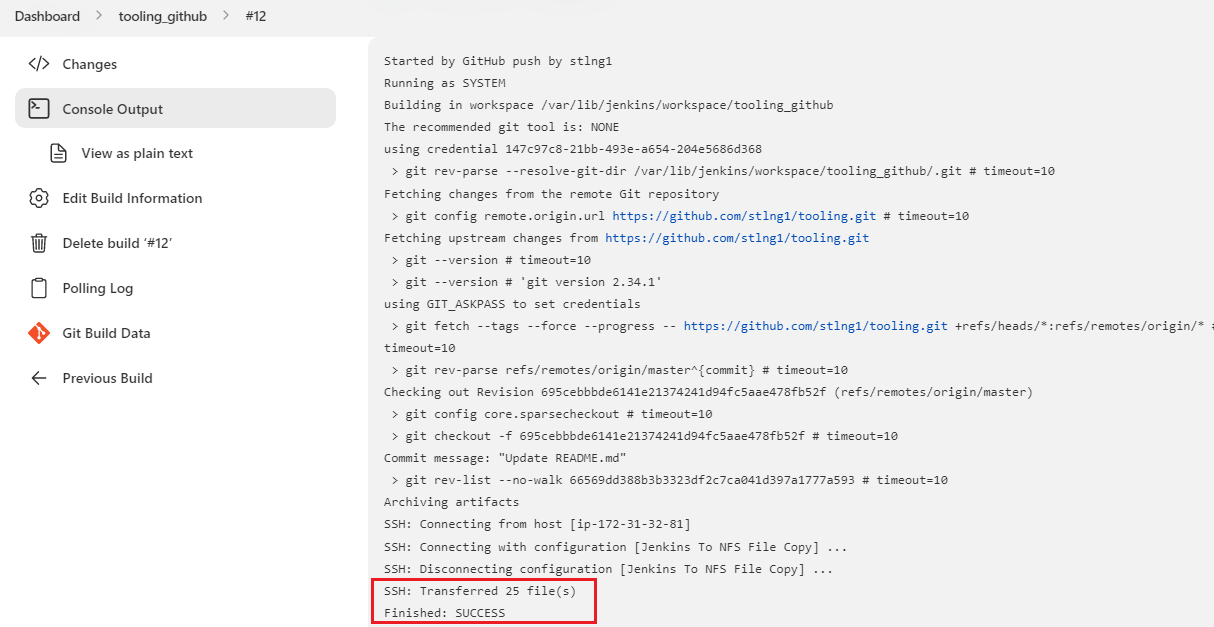 Dashboard > tooling_github > #12
Changes
Console Output
View as plain text
Edit Build Information
Delete build ‘#12’
Polling Log
Git Build Data
Previous Build
Started by GitHub push by stlng1
Running as SYSTEM
Building in workspace /var/lib/jenkins/workspace/tooling_github
The recommended git tool is: NONE
using credential 147c97c8-21bb-493e-a654-204e5686d368
> git rev-parse --resolve-git-dir /var/lib/jenkins/workspace/tooling_github/.git # timeout=10
Fetching changes from the remote Git repository
> git config remote.origin.url https://github.com/stlng1/tooling.git # timeout=10
Fetching upstream changes from https://github.com/stlng1/tooling.git
> git --version # timeout=10
> git --version # 'git version 2.34.1'
using GIT_ASKPASS to set credentials
> git fetch --tags --force --progress -- https://github.com/stlng1/tooling.git +refs/heads/*:refs/remotes/origin/* #
timeout=10
> git rev-parse refs/remotes/origin/master^{commit} # timeout=10
Checking out Revision 695cebbbde6141e21374241d94fc5aae478fb52f (refs/remotes/origin/master)
> git config core.sparsecheckout # timeout=10
> git checkout -f 695cebbbde6141e21374241d94fc5aae478fb52f # timeout=10
Commit message: "Update README.md"
> git rev-list --no-walk 66569dd388b3b3323df2c7ca041d397a1777a593 # timeout=10
Archiving artifacts
SSH: Connecting from host [ip-172-31-32-81]
SSH: Connecting with configuration [Jenkins To NFS File Copy] ...
SSH: Disconnecting configuration [Jenkins To NFS File Copy] ...
SSH: Transferred 25 file(s)
Finished: SUCCESS